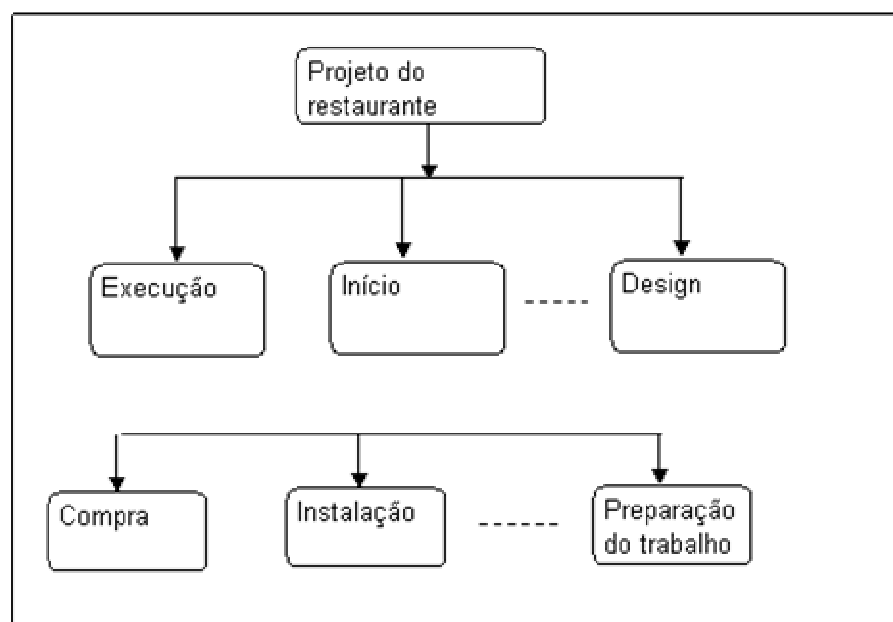 Projeto do
restaurante
Execução
Início
Design
Compra
Instalação
Preparação
do trabalho